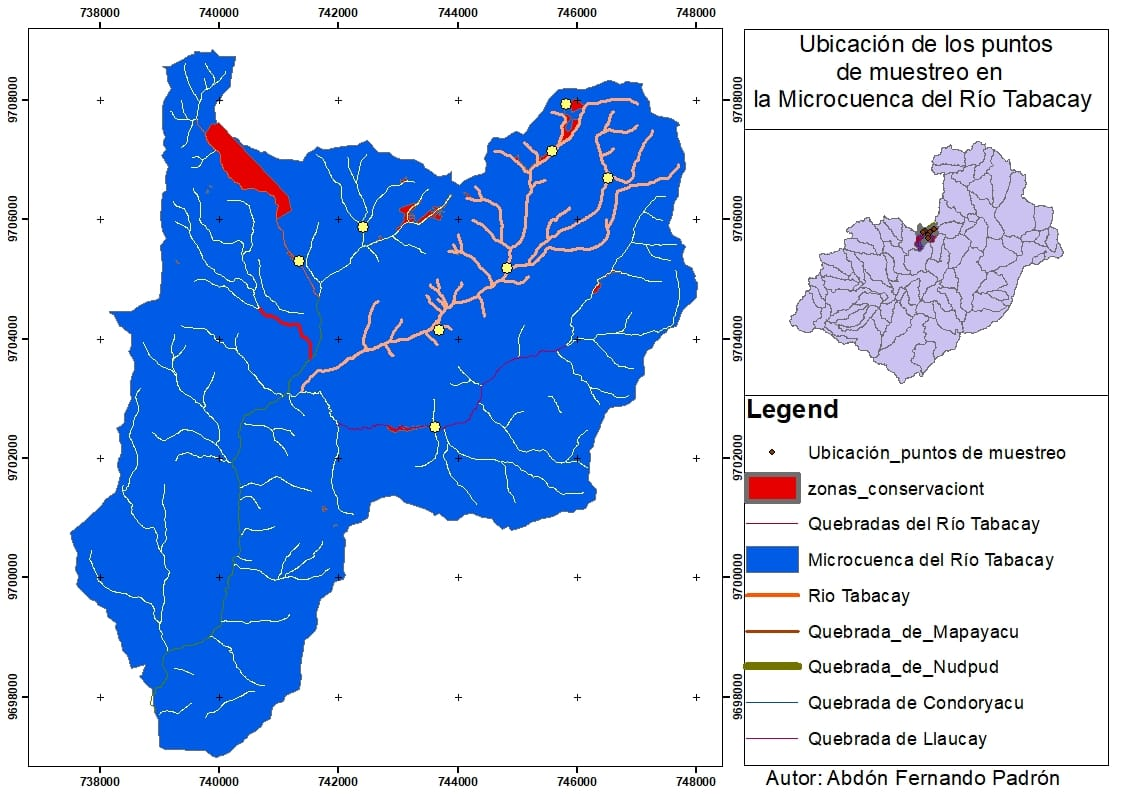 738000 740000 742000 744000 746000 748000
9708000 9708000
9706000 9706000
9704000 9704000
9702000 9702000
9700000 9700000
9698000 9698000
738000 740000 742000 744000 746000 748000
Ubicación de los puntos
de muestreo en
la Microcuenca del Río Tabacay
Legend
Ubicación_puntos de muestreo
zonas_conservaciont
Quebradas del Río Tabacay
Microcuenca del Río Tabacay
Rio Tabacay
Quebrada_de_Mapayacu
Quebrada_de_Nudpud
Quebrada de Condoryacu
Quebrada de Llaucay
Autor: Abdón Fernando Padrón